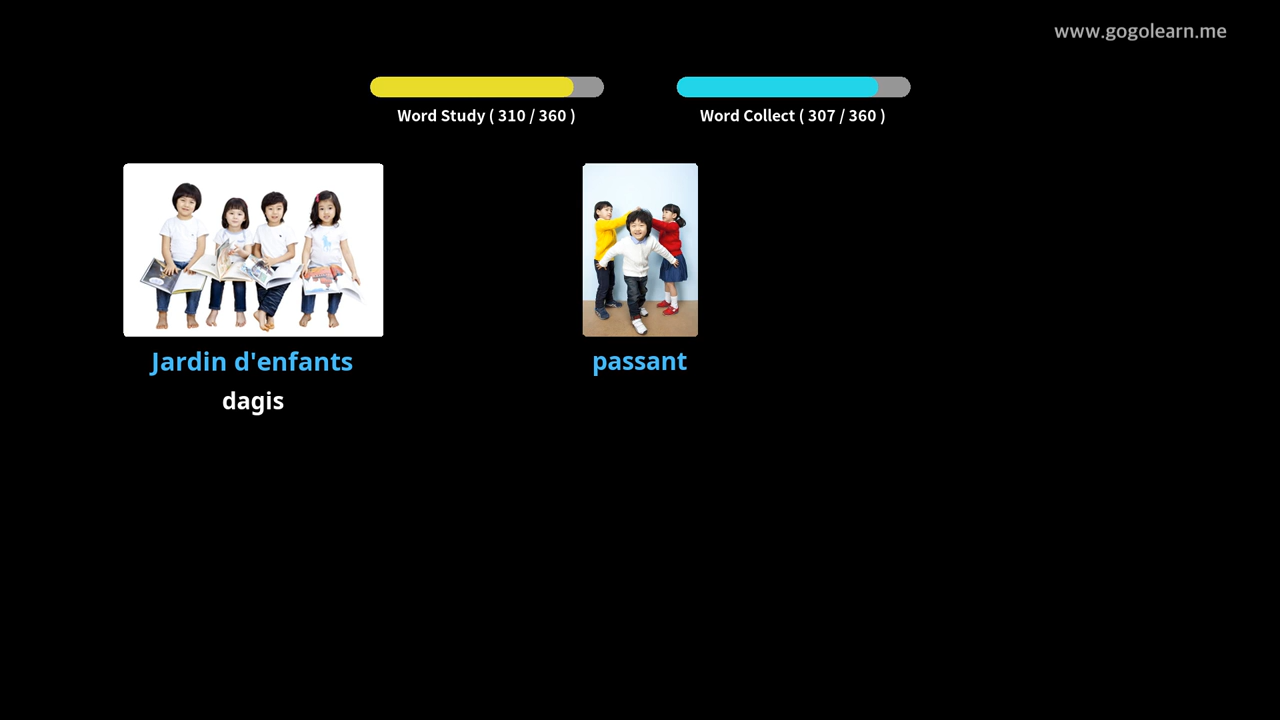 www.gogolearn.me
Word Study ( 310 / 360 )
Word Collect ( 307 / 360 )
Jardin d'enfants
dagis
passant